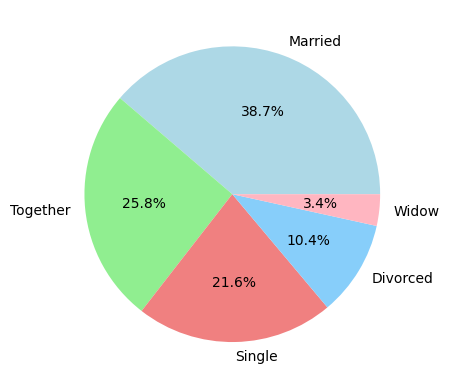 Married
38.7%
Together
25.8%
Single
21.6%
Divorced
10.4%
Widow
3.4%